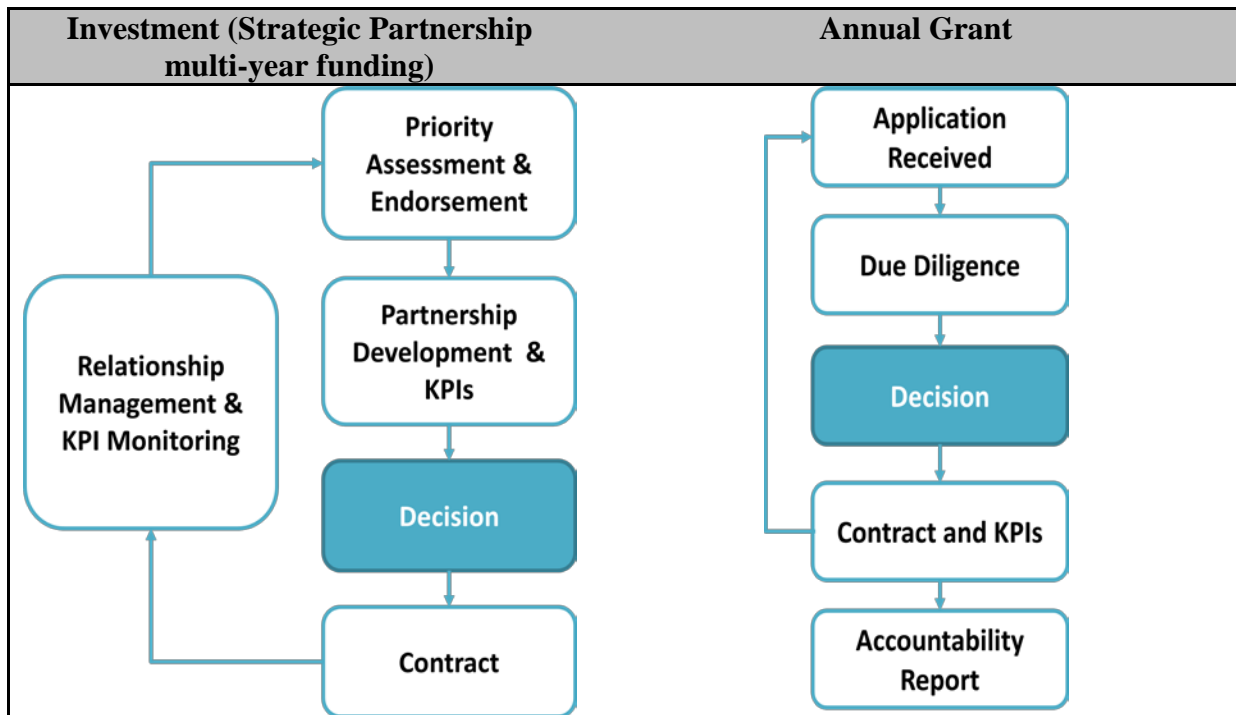 Investment (Strategic Partnership
multi-year funding)
Annual Grant
Priority
Assessment &
Endorsement
Partnership
Development &
KPIs
Relationship
Management &
KPI Monitoring
Decision
Contract
Application
Received
Due Diligence
Decision
Contract and KPIs
Accountability
Report